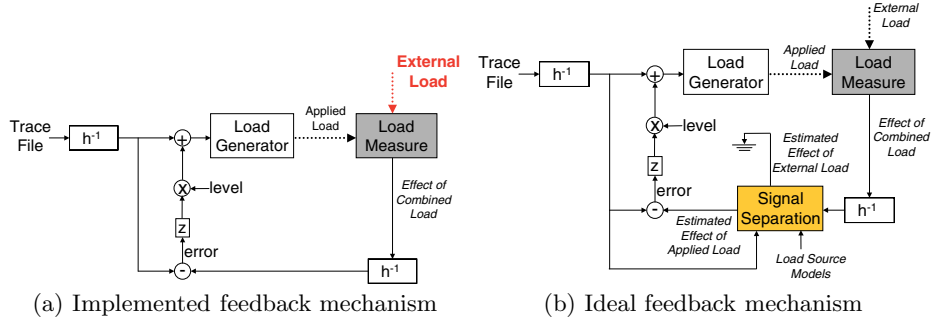 External
Load
Trace
File
h-1
+
Load
Generator
Applied
Load
Load
Measure
x
level
z
error
-
Effect of
Combined
Load
h-1
(a) Implemented feedback mechanism
External
Load
Trace
File
h-1
+
Load
Generator
Applied
Load
Load
Measure
x
level
z
error
-
Estimated
Effect of
External Load
Effect of
Combined
Load
Signal
Separation
h-1
Estimated
Effect of
Applied Load
Load Source
Models
(b) Ideal feedback mechanism